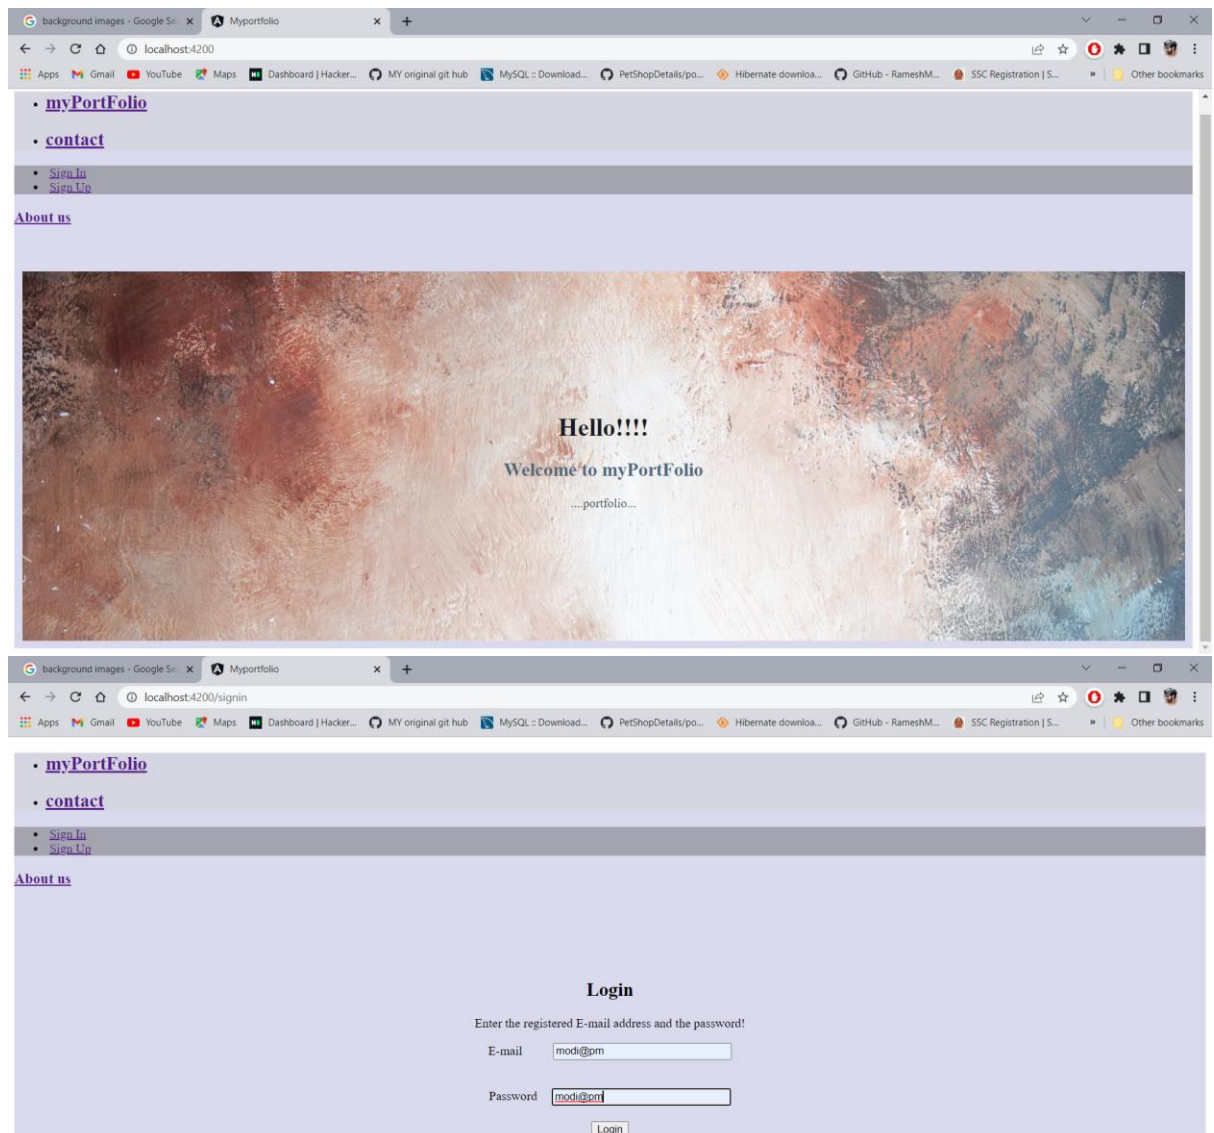 background images - Google Se
Myportfolio
localhost:4200
Apps Gmail YouTube Maps Dashboard | Hacker... MY original git hub MySQL :: Download... PetShopDetails/po... Hibernate downloa... GitHub - RameshM... SSC Registration | S... » Other bookmarks
myPortFolio
contact
Sign In
Sign Up
About us
Hello!!!!
Welcome to myPortFolio
....portfolio...
background images - Google Se
Myportfolio
localhost:4200/signin
Apps Gmail YouTube Maps Dashboard | Hacker... MY original git hub MySQL :: Download... PetShopDetails/po... Hibernate downloa... GitHub - RameshM... SSC Registration | S... » Other bookmarks
myPortFolio
contact
Sign In
Sign Up
About us
Login
Enter the registered E-mail address and the password!
E-mail modi@pm
Password modi@pm
Login